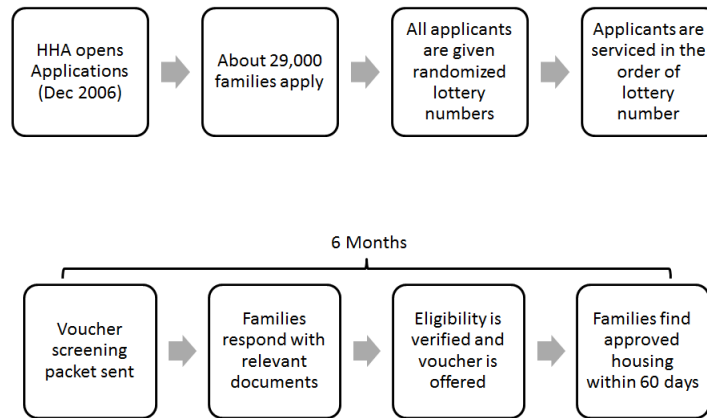 HHA opens
Applications
(Dec 2006)
About 29,000
families apply
All applicants
are given
randomized
lottery
numbers
Applicants are
serviced in the
order of
lottery
number
6 Months
Voucher
screening
packet sent
Families
respond with
relevant
documents
Eligibility is
verified and
voucher is
offered
Families find
approved
housing
within 60 days